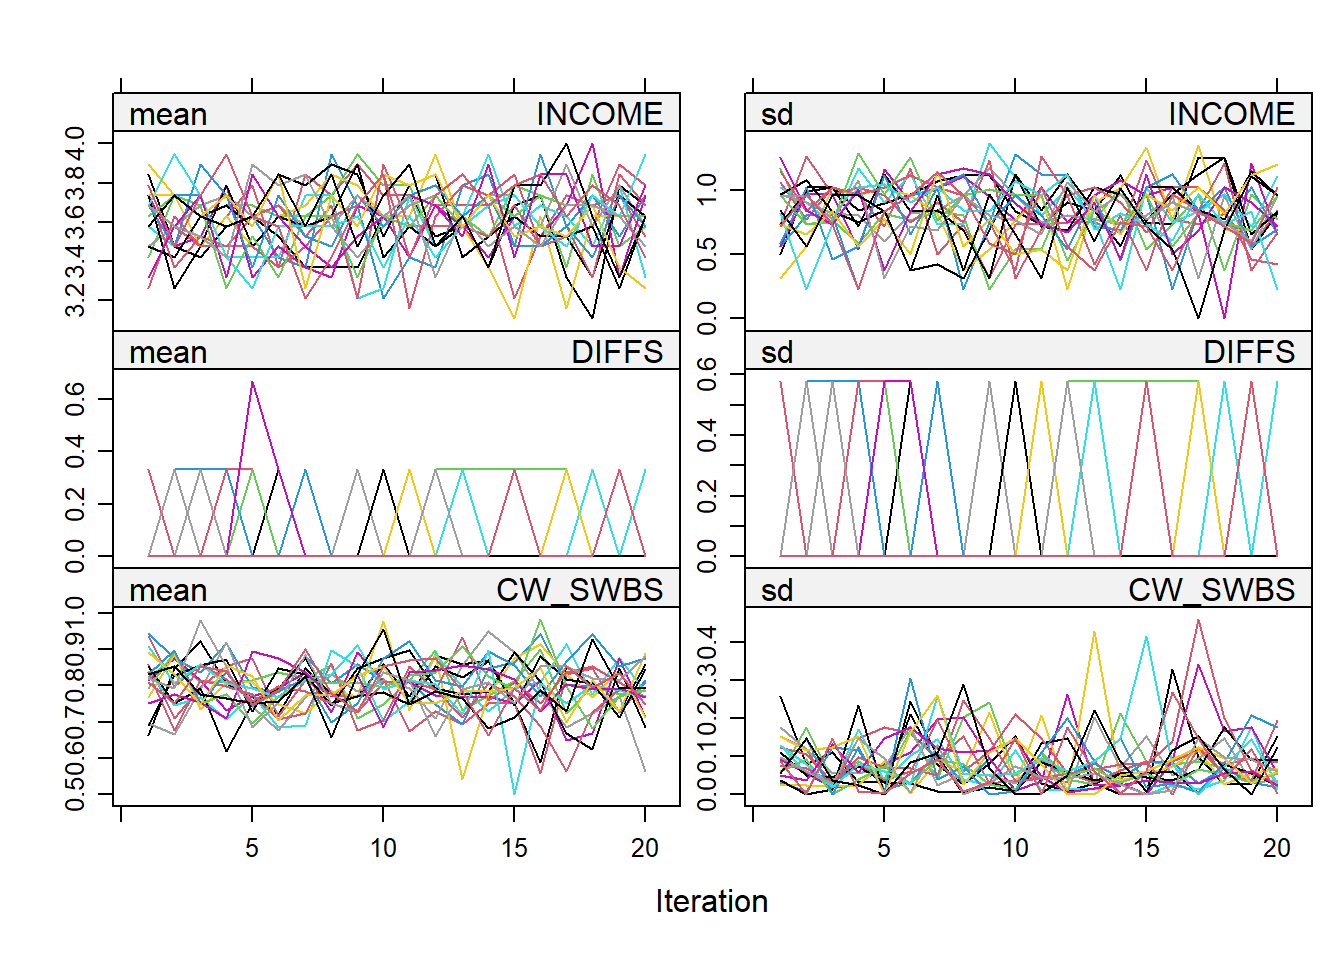 mean INCOME
3.2 3.4 3.6 3.8 4.0
sd INCOME
0.0 0.5 1.0
mean DIFFS
0.0 0.2 0.4 0.6
sd DIFFS
0.0 0.2 0.4 0.6
mean CW_SWBS
0.5 0.6 0.7 0.8 0.9 1.0
sd CW_SWBS
0.0 0.1 0.2 0.3 0.4
5 10 15 20
5 10 15 20
Iteration